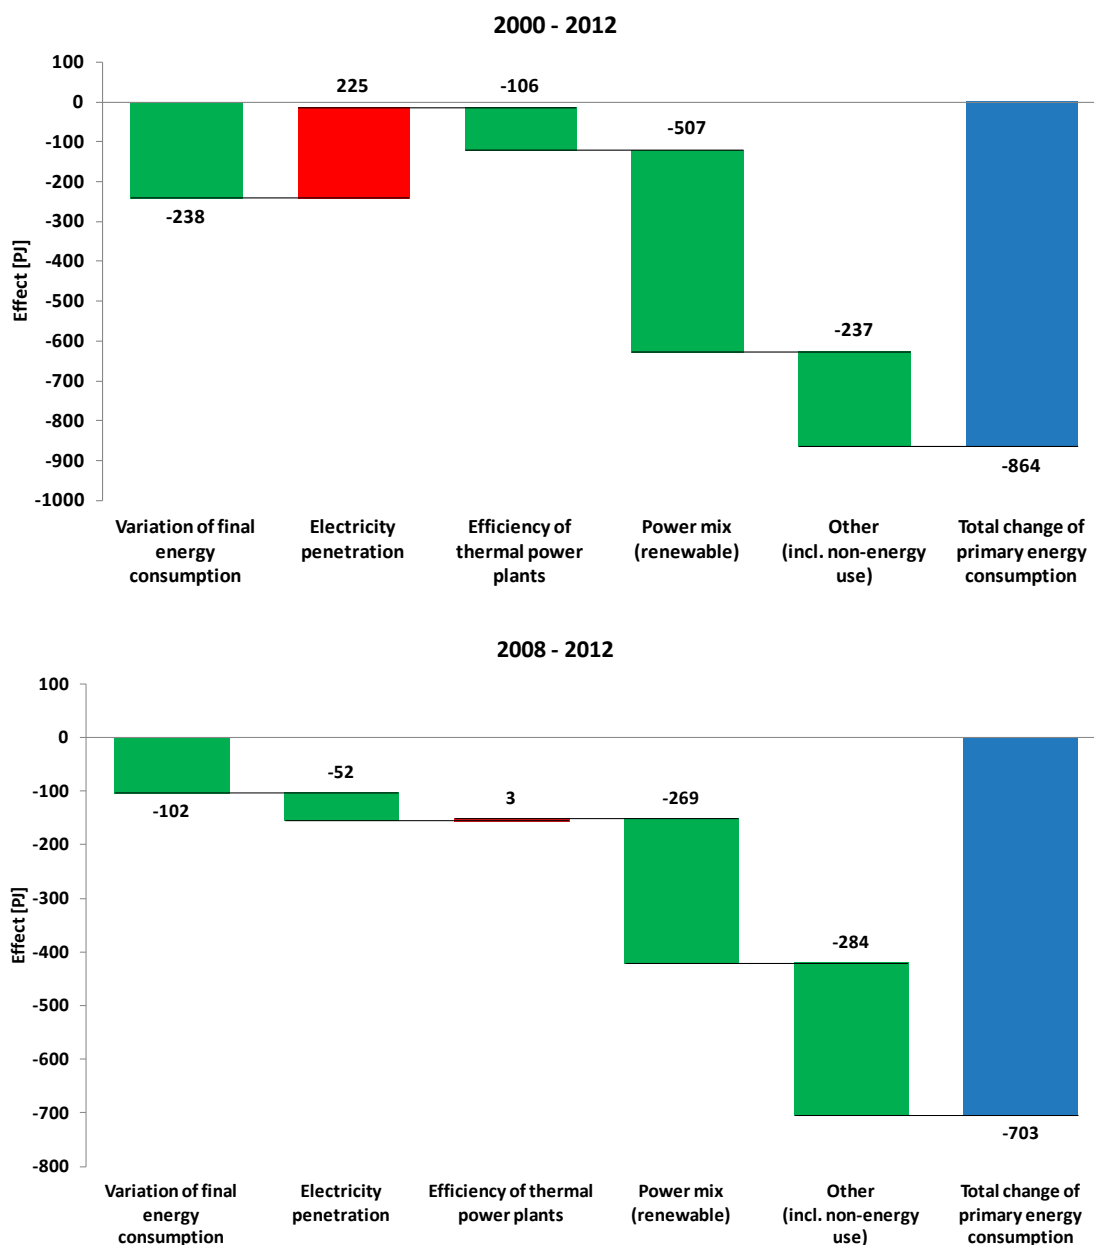 2000 - 2012
100
0
-100
-200
-300
-400
-500
-600
-700
-800
-900
-1000
Effect [PJ]
-238
225
-106
-507
-237
-864
Variation of final
energy
consumption
Electricity
penetration
Efficiency of
thermal power
plants
Power mix
(renewable)
Other
(incl. non-energy
use)
Total change of
primary energy
consumption
2008 - 2012
100
0
-100
-200
-300
-400
-500
-600
-700
-800
Effect [PJ]
-102
-52
3
-269
-284
-703
Variation of final
energy
consumption
Electricity
penetration
Efficiency of thermal
power plants
Power mix
(renewable)
Other
(incl. non-energy
use)
Total change of
primary energy
consumption